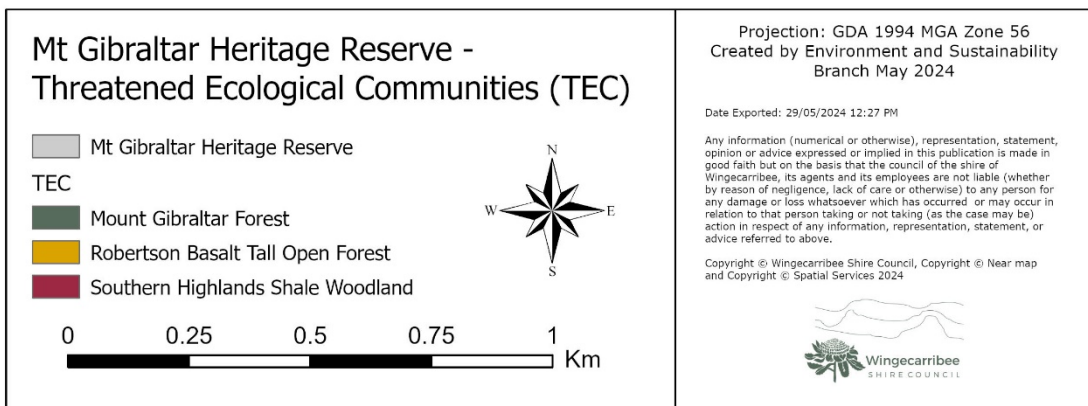 Mt Gibraltar Heritage Reserve -
Threatened Ecological Communities (TEC)
Mt Gibraltar Heritage Reserve
TEC
Mount Gibraltar Forest
Robertson Basalt Tall Open Forest
Southern Highlands Shale Woodland
N
W
E
S
0 0.25 0.5 0.75 1
Km
Projection: GDA 1994 MGA Zone 56
Created by Environment and Sustainability
Branch May 2024
Date Exported: 29/05/2024 12:27 PM
Any information (numerical or otherwise), representation, statement,
opinion or advice expressed or implied in this publication is made in
good faith but on the basis that the council of the shire of
Wingecarribee, its agents and its employees are not liable (whether
by reason of negligence, lack of care or otherwise) to any person for
any damage or loss whatsoever which has occurred or may occur in
relation to that person taking or not taking (as the case may be)
action in respect of any information, representation, statement, or
advice referred to above.
Copyright © Wingecarribee Shire Council, Copyright © Near map
and Copyright © Spatial Services 2024
Wingecarribee
SHIRE COUNCIL